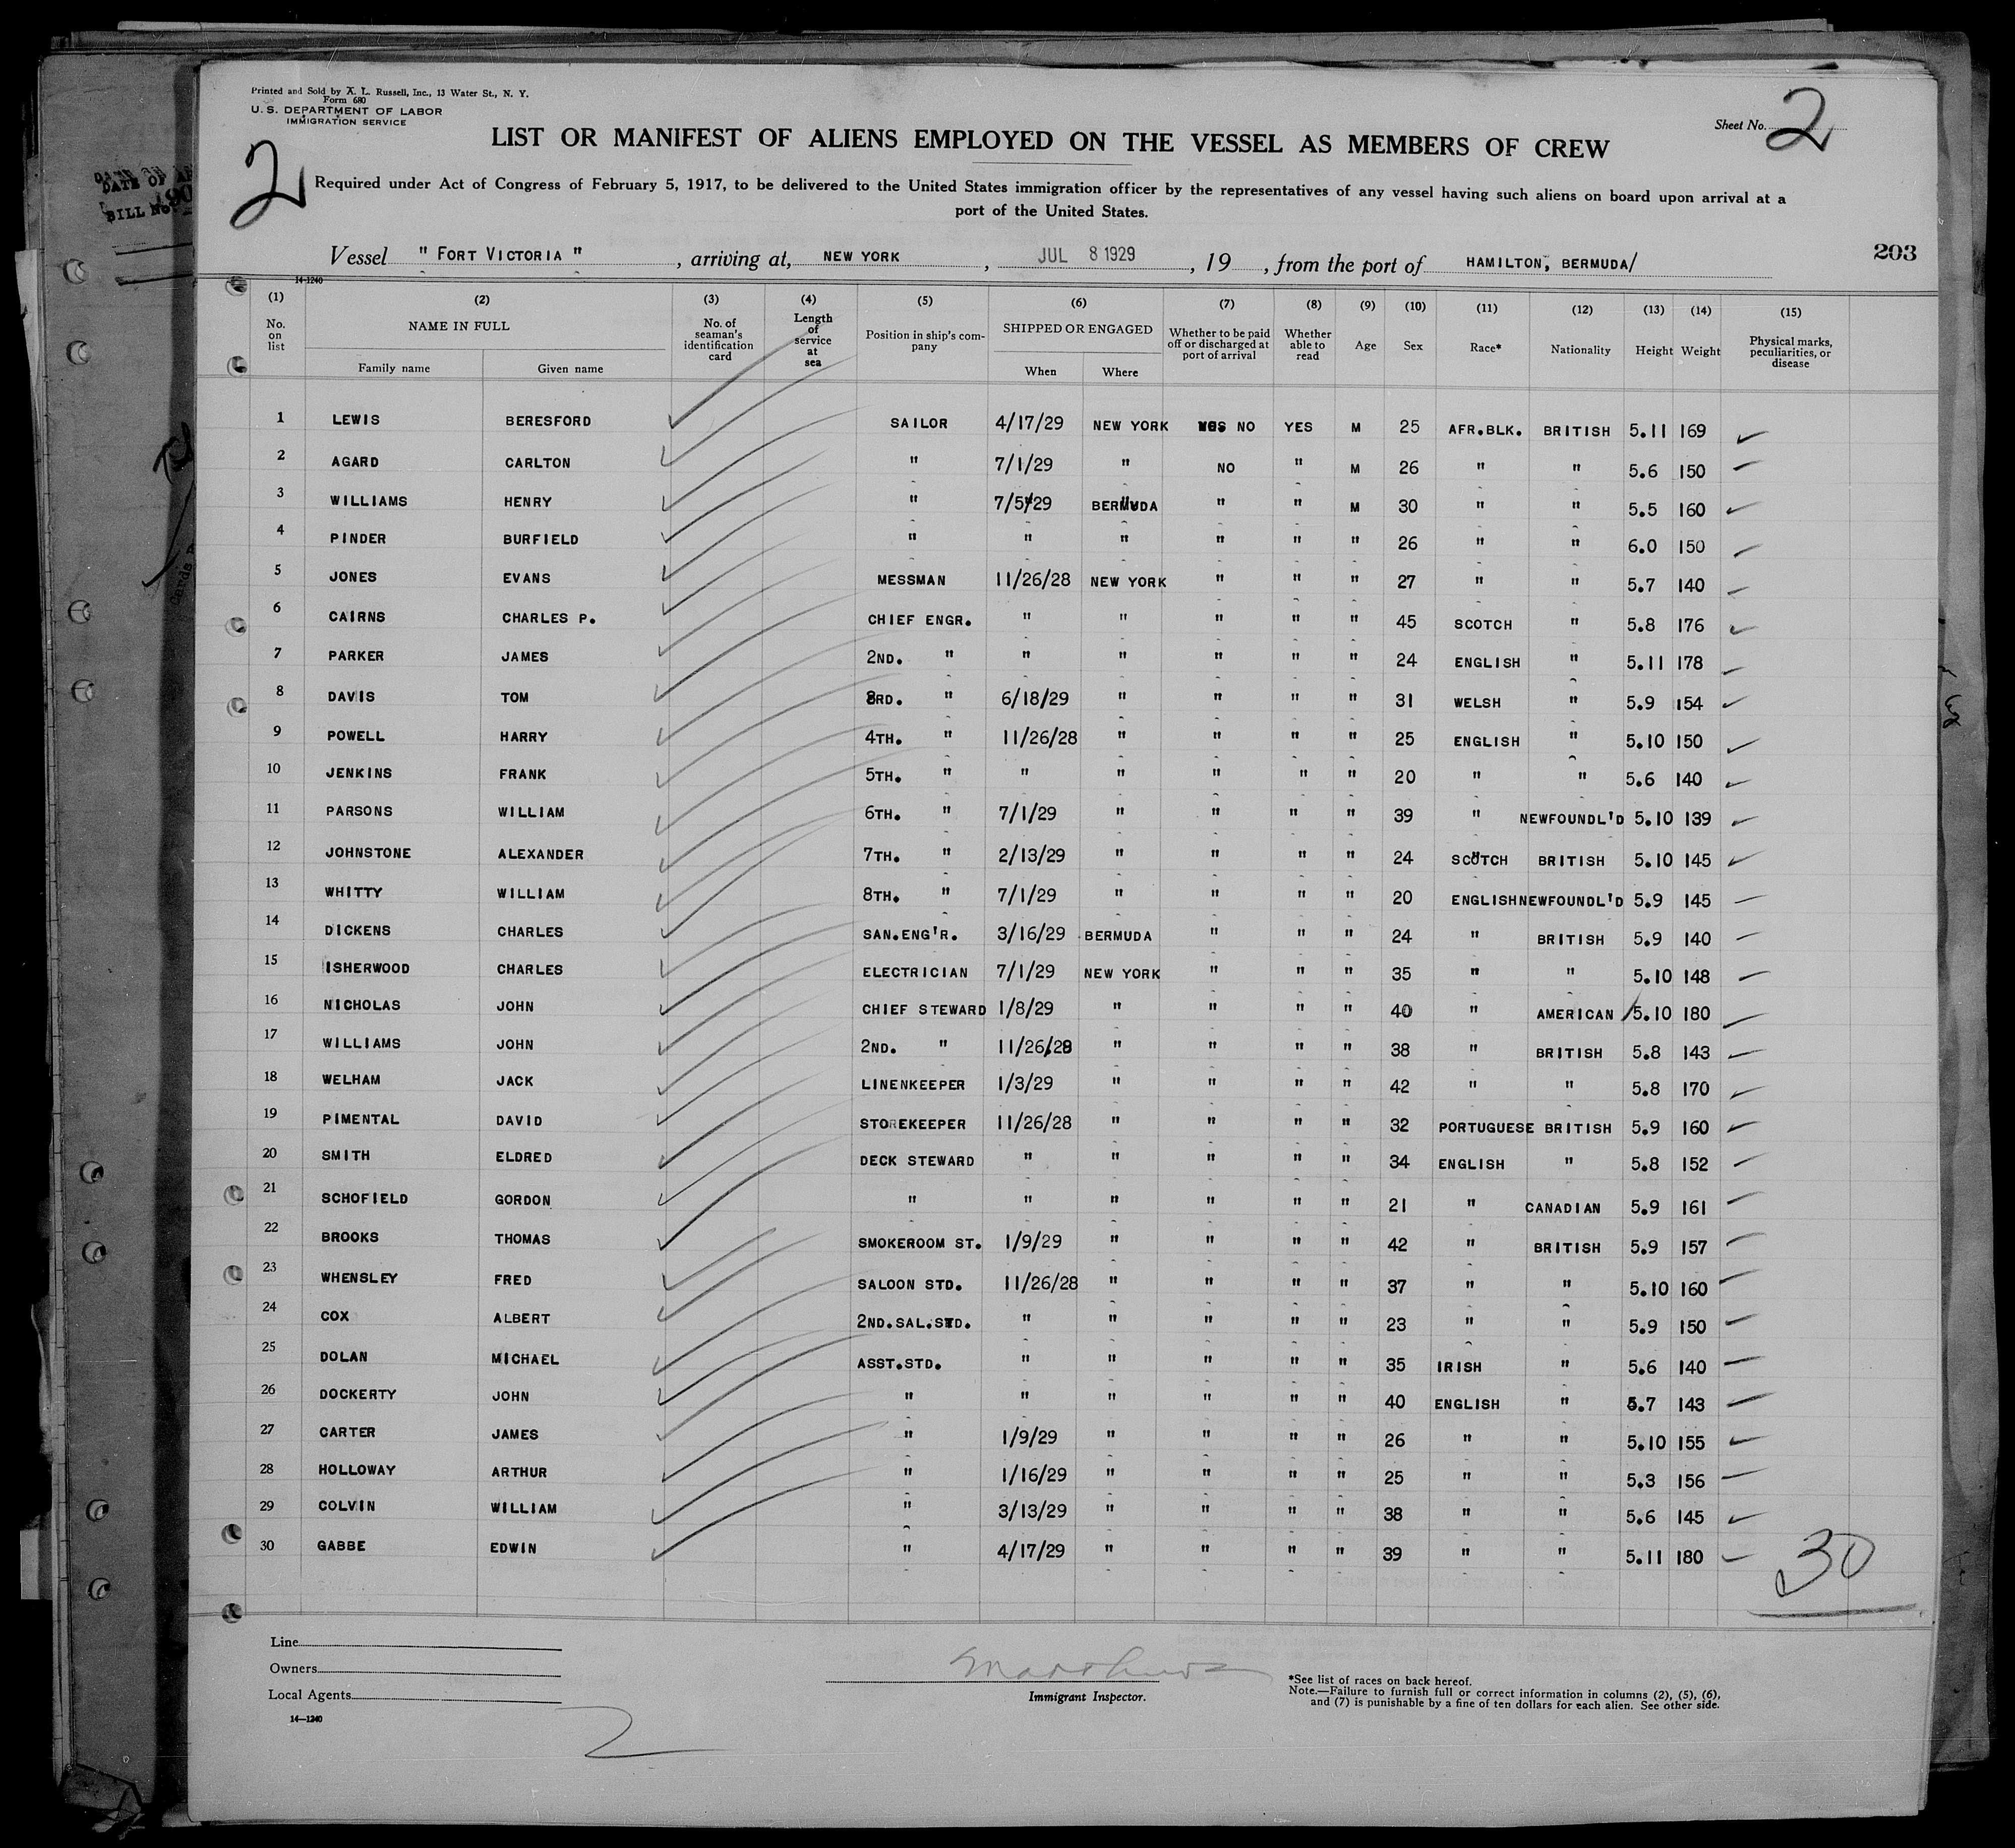 Printed and Sold by A. L. Russell, Inc., 13 Water St., N. Y.
Form 680
U. S. DEPARTMENT OF LABOR
IMMIGRATION SERVICE
Sheet No. 2
2
LIST OR MANIFEST OF ALIENS EMPLOYED ON THE VESSEL AS MEMBERS OF CREW
Required under Act of Congress of February 5, 1917, to be delivered to the United States immigration officer by the representatives of any vessel having such aliens on board upon arrival at a
port of the United States.
Vessel " FORT VICTORIA " , arriving at, NEW YORK , JUL 8 1929 , 19 , from the port of HAMILTON, BERMUDA/
203
14-1240
(1) (2) (3) (4) (5) (6) (7) (8) (9) (10) (11) (12) (13) (14) (15)
No. on list NAME IN FULL Family name Given name No. of seaman's identification card Length of service at sea Position in ship's company SHIPPED OR ENGAGED When Where Whether to be paid off or discharged at port of arrival Whether able to read Age Sex Race* Nationality Height Weight Physical marks, peculiarities, or disease
1 LEWIS BERESFORD SAILOR 4/17/29 NEW YORK NO YES M 25 AFR.BLK. BRITISH 5.11 169
2 AGARD CARLTON " 7/1/29 " NO " M 26 " " 5.6 150
3 WILLIAMS HENRY " 7/5/29 BERMUDA " " M 30 " " 5.5 160
4 PINDER BURFIELD " " " " " " 26 " " 6.0 150
5 JONES EVANS MESSMAN 11/26/28 NEW YORK " " " 27 " " 5.7 140
6 CAIRNS CHARLES P. CHIEF ENGR. " " " " " 45 SCOTCH " 5.8 176
7 PARKER JAMES 2ND. " " " " " " 24 ENGLISH " 5.11 178
8 DAVIS TOM 3RD. " 6/18/29 " " " " 31 WELSH " 5.9 154
9 POWELL HARRY 4TH. " 11/26/28 " " " " 25 ENGLISH " 5.10 150
10 JENKINS FRANK 5TH. " " " " " " 20 " " 5.6 140
11 PARSONS WILLIAM 6TH. " 7/1/29 " " " " 39 " NEWFOUNDL'D 5.10 139
12 JOHNSTONE ALEXANDER 7TH. " 2/13/29 " " " " 24 SCOTCH BRITISH 5.10 145
13 WHITTY WILLIAM 8TH. " 7/1/29 " " " " 20 ENGLISH NEWFOUNDL'D 5.9 145
14 DICKENS CHARLES SAN.ENG'R. 3/16/29 BERMUDA " " " 24 " BRITISH 5.9 140
15 ISHERWOOD CHARLES ELECTRICIAN 7/1/29 NEW YORK " " " 35 " " 5.10 148
16 NICHOLAS JOHN CHIEF STEWARD 1/8/29 " " " " 40 " AMERICAN 5.10 180
17 WILLIAMS JOHN 2ND. " 11/26/28 " " " " 38 " BRITISH 5.8 143
18 WELHAM JACK LINENKEEPER 1/3/29 " " " " 42 " " 5.8 170
19 PIMENTAL DAVID STOREKEEPER 11/26/28 " " " " 32 PORTUGUESE BRITISH 5.9 160
20 SMITH ELDRED DECK STEWARD " " " " " 34 ENGLISH " 5.8 152
21 SCHOFIELD GORDON " " " " " " 21 " CANADIAN 5.9 161
22 BROOKS THOMAS SMOKEROOM ST. 1/9/29 " " " " 42 " BRITISH 5.9 157
23 WHENSLEY FRED SALOON STD. 11/26/28 " " " " 37 " " 5.10 160
24 COX ALBERT 2ND.SAL.STD. " " " " " 23 " " 5.9 150
25 DOLAN MICHAEL ASST.STD. " " " " " 35 IRISH " 5.6 140
26 DOCKERTY JOHN " " " " " " 40 ENGLISH " 5.7 143
27 CARTER JAMES " 1/9/29 " " " " 26 " " 5.10 155
28 HOLLOWAY ARTHUR " 1/16/29 " " " " 25 " " 5.3 156
29 COLVIN WILLIAM " 3/13/29 " " " " 38 " " 5.6 145
30 GABBE EDWIN " 4/17/29 " " " " 39 " " 5.11 180
30
Line
Owners
Local Agents
14—1240
2
Matthews
Immigrant Inspector.
*See list of races on back hereof.
Note.—Failure to furnish full or correct information in columns (2), (5), (6),
and (7) is punishable by a fine of ten dollars for each alien. See other side.